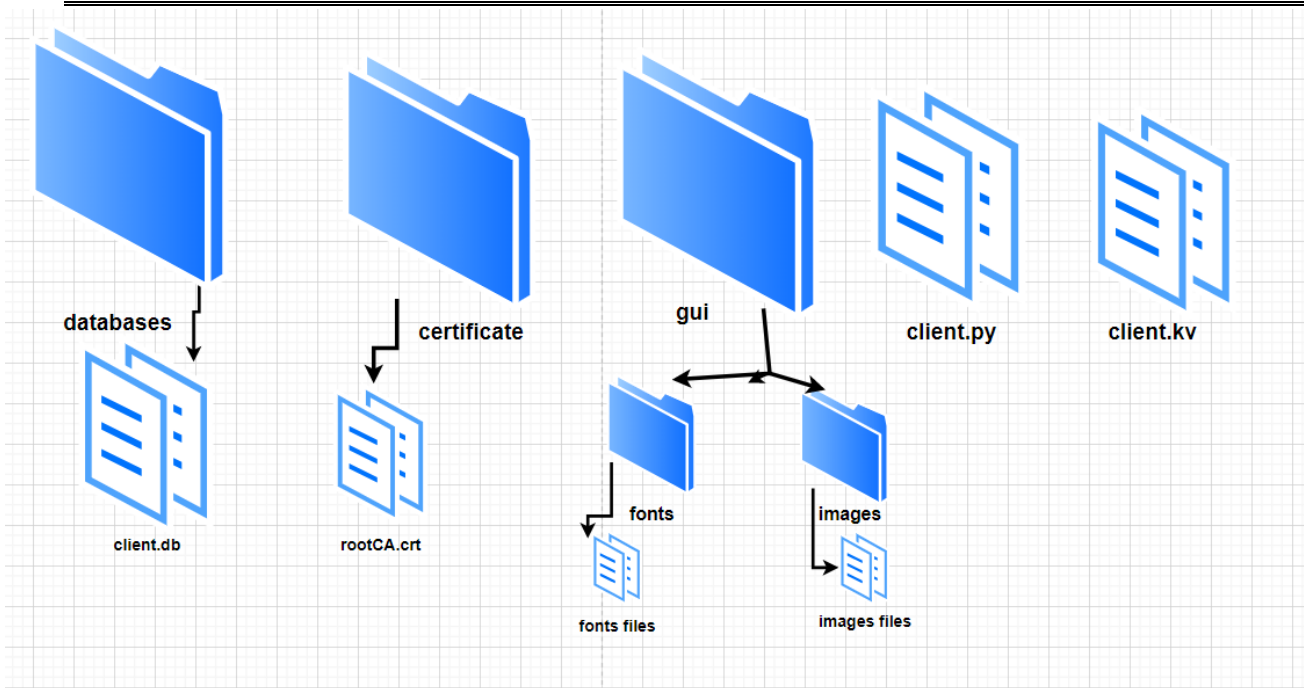 databases
certificate
gui
client.py
client.kv
client.db
rootCA.crt
fonts
images
fonts files
images files